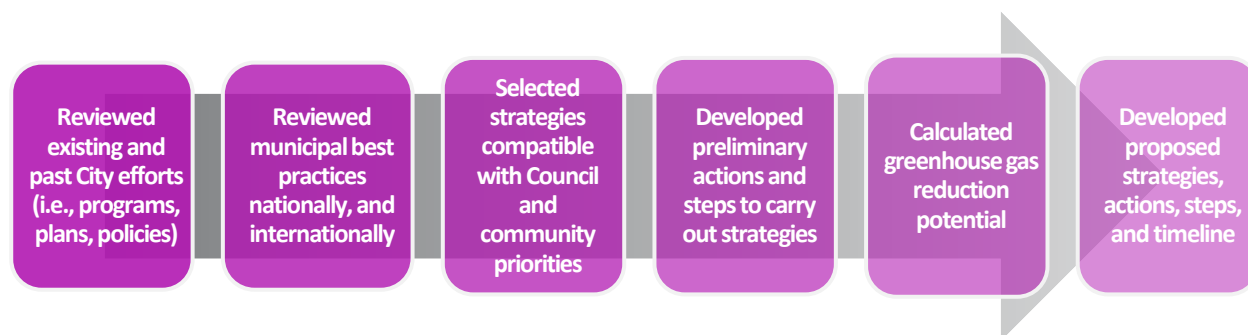 Reviewed
existing and
past City efforts
(i.e., programs,
plans, policies)
Reviewed
municipal best
practices
nationally, and
internationally
Selected
strategies
compatible
with Council
and
community
priorities
Developed
preliminary
actions and
steps to carry
out strategies
Calculated
greenhouse gas
reduction
potential
Developed
proposed
strategies,
actions, steps,
and timeline